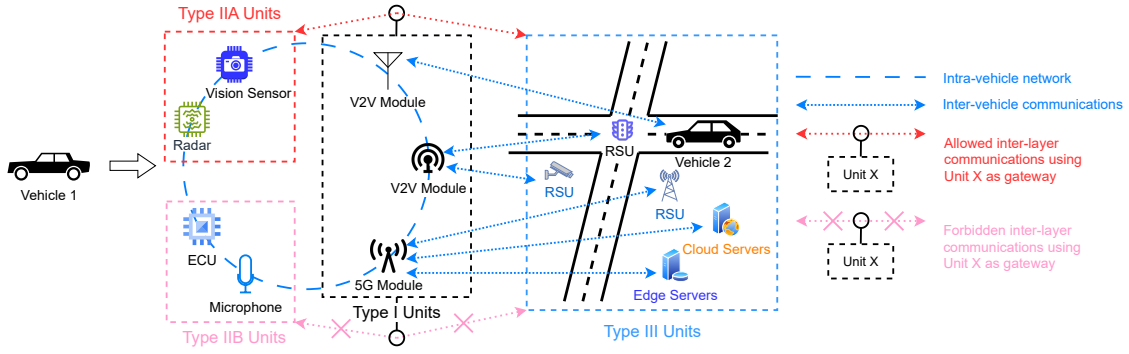 Type IIA Units
Vision Sensor
Radar
Vehicle 1
ECU
Microphone
Type IIB Units
V2V Module
V2V Module
5G Module
Type I Units
RSU
Vehicle 2
RSU
RSU
Cloud Servers
Edge Servers
Type III Units
Intra-vehicle network
Inter-vehicle communications
Unit X
Allowed inter-layer
communications using
Unit X as gateway
Unit X
Forbidden inter-layer
communications using
Unit X as gateway